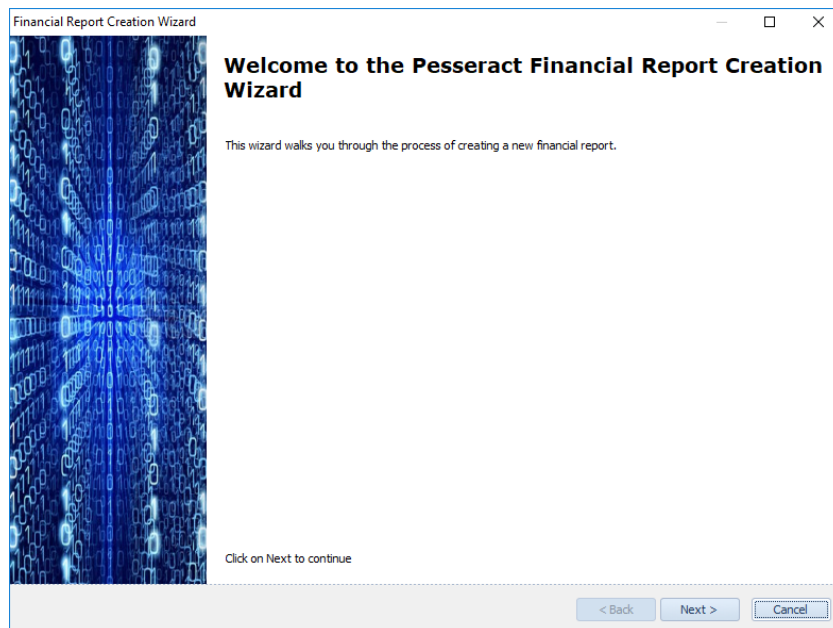 Financial Report Creation Wizard
Welcome to the Pesseract Financial Report Creation
Wizard
This wizard walks you through the process of creating a new financial report.
Click on Next to continue
< Back
Next >
Cancel